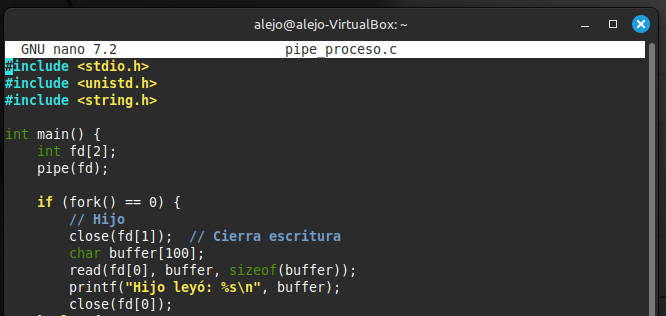 alejo@alejo-VirtualBox: ~
GNU nano 7.2 pipe_proceso.c
#include <stdio.h>
#include <unistd.h>
#include <string.h>
int main() {
int fd[2];
pipe(fd);
if (fork() == 0) {
// Hijo
close(fd[1]); // Cierra escritura
char buffer[100];
read(fd[0], buffer, sizeof(buffer));
printf("Hijo leyó: %s\n", buffer);
close(fd[0]);